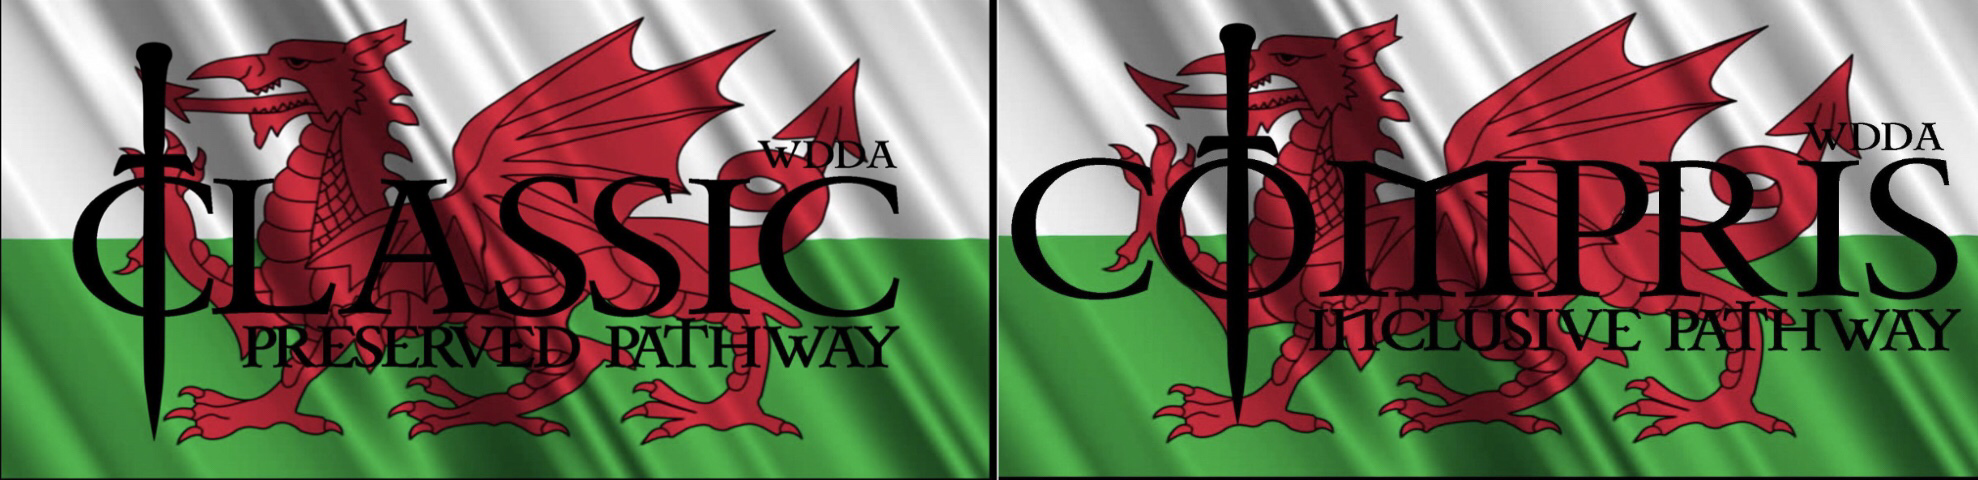 WDDA
CLASSIC
PRESERVED PATHWAY
WDDA
COMPRIS
INCLUSIVE PATHWAY